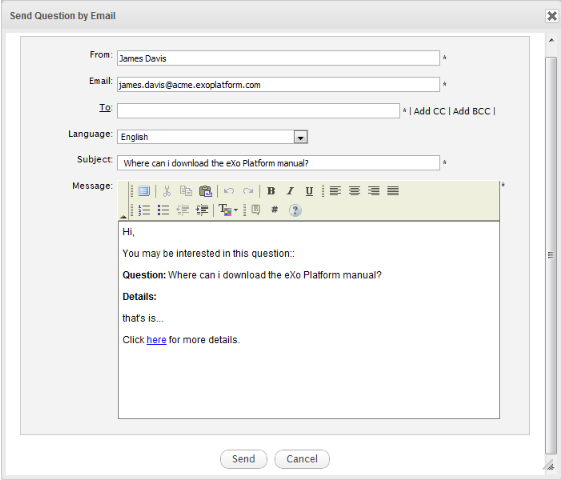 Send Question by Email
From: James Davis *
Email: james.davis@acme.exoplatform.com *
To: * | Add CC | Add BCC |
Language: English
Subject: Where can i download the eXo Platform manual? *
Message: *
B I U
T
#
?
Hi,
You may be interested in this question::
Question: Where can i download the eXo Platform manual?
Details:
that's is...
Click here for more details.
Send Cancel